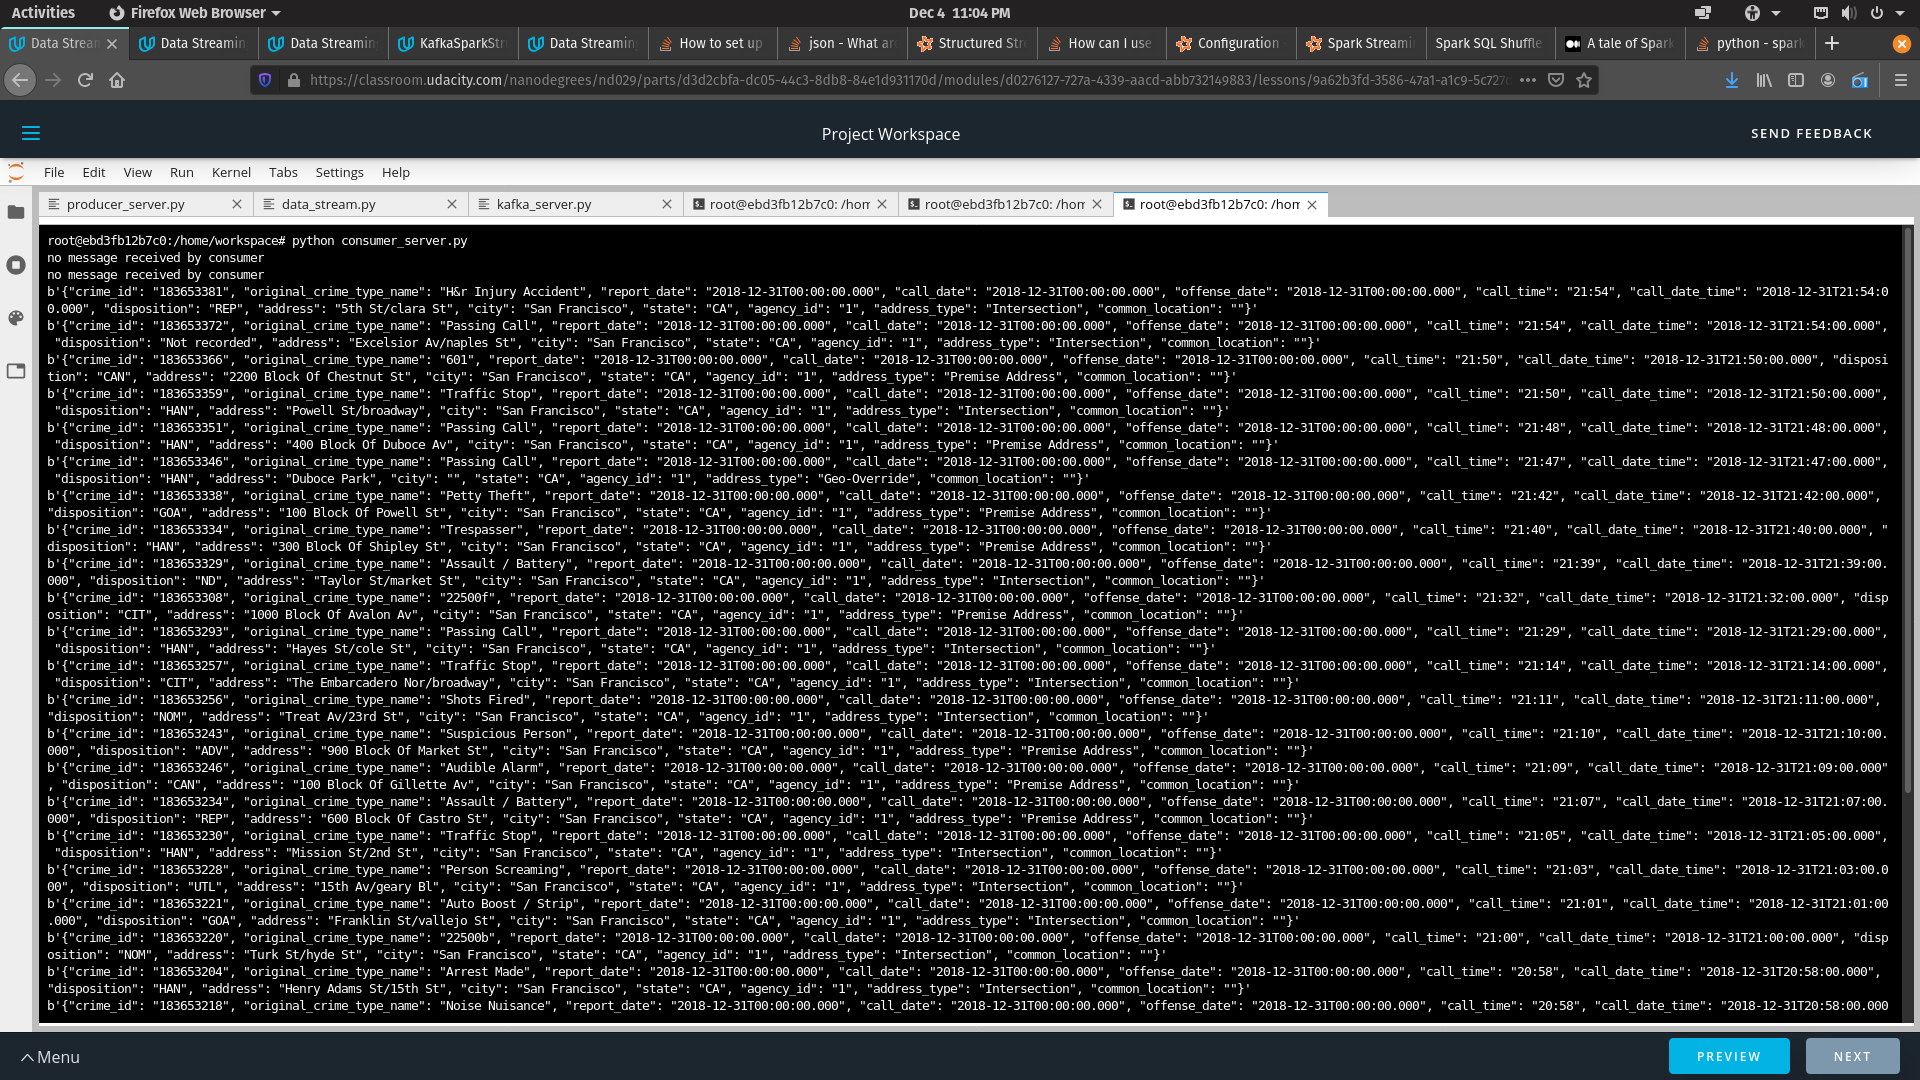 Activities
Firefox Web Browser
Dec 4 11:04 PM
Data Strean
Data Streamin
Data Streaming
KafkaSparkStr
Data Streaming
How to set up
json - What ar
Structured Str
How can I use
Configuration
Spark Streami
Spark SQL Shuffle
A tale of Spark
python - spark
https://classroom.udacity.com/nanodegrees/nd029/parts/d3d2cbfa-dc05-44c3-8db8-84e1d931170d/modules/d0276127-727a-4339-aacd-abb732149883/lessons/9a62b3fd-3586-47a1-a1c9-5c727d
Project Workspace
SEND FEEDBACK
File Edit View Run Kernel Tabs Settings Help
producer_server.py
data_stream.py
kafka_server.py
root@ebd3fb12b7c0: /hom
root@ebd3fb12b7c0: /hom
root@ebd3fb12b7c0: /hom
root@ebd3fb12b7c0:/home/workspace# python consumer_server.py
no message received by consumer
no message received by consumer
b'{"crime_id": "183653381", "original_crime_type_name": "H&r Injury Accident", "report_date": "2018-12-31T00:00:00.000", "call_date": "2018-12-31T00:00:00.000", "offense_date": "2018-12-31T00:00:00.000", "call_time": "21:54", "call_date_time": "2018-12-31T21:54:0
0.000", "disposition": "REP", "address": "5th St/clara St", "city": "San Francisco", "state": "CA", "agency_id": "1", "address_type": "Intersection", "common_location": ""}'
b'{"crime_id": "183653372", "original_crime_type_name": "Passing Call", "report_date": "2018-12-31T00:00:00.000", "call_date": "2018-12-31T00:00:00.000", "offense_date": "2018-12-31T00:00:00.000", "call_time": "21:54", "call_date_time": "2018-12-31T21:54:00.000",
"disposition": "Not recorded", "address": "Excelsior Av/naples St", "city": "San Francisco", "state": "CA", "agency_id": "1", "address_type": "Intersection", "common_location": ""}'
b'{"crime_id": "183653366", "original_crime_type_name": "601", "report_date": "2018-12-31T00:00:00.000", "call_date": "2018-12-31T00:00:00.000", "offense_date": "2018-12-31T00:00:00.000", "call_time": "21:50", "call_date_time": "2018-12-31T21:50:00.000", "disposi
tion": "CAN", "address": "2200 Block Of Chestnut St", "city": "San Francisco", "state": "CA", "agency_id": "1", "address_type": "Premise Address", "common_location": ""}'
b'{"crime_id": "183653359", "original_crime_type_name": "Traffic Stop", "report_date": "2018-12-31T00:00:00.000", "call_date": "2018-12-31T00:00:00.000", "offense_date": "2018-12-31T00:00:00.000", "call_time": "21:50", "call_date_time": "2018-12-31T21:50:00.000",
"disposition": "HAN", "address": "Powell St/broadway", "city": "San Francisco", "state": "CA", "agency_id": "1", "address_type": "Intersection", "common_location": ""}'
b'{"crime_id": "183653351", "original_crime_type_name": "Passing Call", "report_date": "2018-12-31T00:00:00.000", "call_date": "2018-12-31T00:00:00.000", "offense_date": "2018-12-31T00:00:00.000", "call_time": "21:48", "call_date_time": "2018-12-31T21:48:00.000",
"disposition": "HAN", "address": "400 Block Of Duboce Av", "city": "San Francisco", "state": "CA", "agency_id": "1", "address_type": "Premise Address", "common_location": ""}'
b'{"crime_id": "183653346", "original_crime_type_name": "Passing Call", "report_date": "2018-12-31T00:00:00.000", "call_date": "2018-12-31T00:00:00.000", "offense_date": "2018-12-31T00:00:00.000", "call_time": "21:47", "call_date_time": "2018-12-31T21:47:00.000",
"disposition": "HAN", "address": "Duboce Park", "city": "", "state": "CA", "agency_id": "1", "address_type": "Geo-Override", "common_location": ""}'
b'{"crime_id": "183653338", "original_crime_type_name": "Petty Theft", "report_date": "2018-12-31T00:00:00.000", "call_date": "2018-12-31T00:00:00.000", "offense_date": "2018-12-31T00:00:00.000", "call_time": "21:42", "call_date_time": "2018-12-31T21:42:00.000",
"disposition": "GOA", "address": "100 Block Of Powell St", "city": "San Francisco", "state": "CA", "agency_id": "1", "address_type": "Premise Address", "common_location": ""}'
b'{"crime_id": "183653334", "original_crime_type_name": "Trespasser", "report_date": "2018-12-31T00:00:00.000", "call_date": "2018-12-31T00:00:00.000", "offense_date": "2018-12-31T00:00:00.000", "call_time": "21:40", "call_date_time": "2018-12-31T21:40:00.000", "
disposition": "HAN", "address": "300 Block Of Shipley St", "city": "San Francisco", "state": "CA", "agency_id": "1", "address_type": "Premise Address", "common_location": ""}'
b'{"crime_id": "183653329", "original_crime_type_name": "Assault / Battery", "report_date": "2018-12-31T00:00:00.000", "call_date": "2018-12-31T00:00:00.000", "offense_date": "2018-12-31T00:00:00.000", "call_time": "21:39", "call_date_time": "2018-12-31T21:39:00.
000", "disposition": "ND", "address": "Taylor St/market St", "city": "San Francisco", "state": "CA", "agency_id": "1", "address_type": "Intersection", "common_location": ""}'
b'{"crime_id": "183653308", "original_crime_type_name": "22500f", "report_date": "2018-12-31T00:00:00.000", "call_date": "2018-12-31T00:00:00.000", "offense_date": "2018-12-31T00:00:00.000", "call_time": "21:32", "call_date_time": "2018-12-31T21:32:00.000", "disp
osition": "CIT", "address": "1000 Block Of Avalon Av", "city": "San Francisco", "state": "CA", "agency_id": "1", "address_type": "Premise Address", "common_location": ""}'
b'{"crime_id": "183653293", "original_crime_type_name": "Passing Call", "report_date": "2018-12-31T00:00:00.000", "call_date": "2018-12-31T00:00:00.000", "offense_date": "2018-12-31T00:00:00.000", "call_time": "21:29", "call_date_time": "2018-12-31T21:29:00.000",
"disposition": "HAN", "address": "Hayes St/cole St", "city": "San Francisco", "state": "CA", "agency_id": "1", "address_type": "Intersection", "common_location": ""}'
b'{"crime_id": "183653257", "original_crime_type_name": "Traffic Stop", "report_date": "2018-12-31T00:00:00.000", "call_date": "2018-12-31T00:00:00.000", "offense_date": "2018-12-31T00:00:00.000", "call_time": "21:14", "call_date_time": "2018-12-31T21:14:00.000",
"disposition": "CIT", "address": "The Embarcadero Nor/broadway", "city": "San Francisco", "state": "CA", "agency_id": "1", "address_type": "Intersection", "common_location": ""}'
b'{"crime_id": "183653256", "original_crime_type_name": "Shots Fired", "report_date": "2018-12-31T00:00:00.000", "call_date": "2018-12-31T00:00:00.000", "offense_date": "2018-12-31T00:00:00.000", "call_time": "21:11", "call_date_time": "2018-12-31T21:11:00.000",
"disposition": "NOM", "address": "Treat Av/23rd St", "city": "San Francisco", "state": "CA", "agency_id": "1", "address_type": "Intersection", "common_location": ""}'
b'{"crime_id": "183653243", "original_crime_type_name": "Suspicious Person", "report_date": "2018-12-31T00:00:00.000", "call_date": "2018-12-31T00:00:00.000", "offense_date": "2018-12-31T00:00:00.000", "call_time": "21:10", "call_date_time": "2018-12-31T21:10:00.
000", "disposition": "ADV", "address": "900 Block Of Market St", "city": "San Francisco", "state": "CA", "agency_id": "1", "address_type": "Premise Address", "common_location": ""}'
b'{"crime_id": "183653246", "original_crime_type_name": "Audible Alarm", "report_date": "2018-12-31T00:00:00.000", "call_date": "2018-12-31T00:00:00.000", "offense_date": "2018-12-31T00:00:00.000", "call_time": "21:09", "call_date_time": "2018-12-31T21:09:00.000"
, "disposition": "CAN", "address": "100 Block Of Gillette Av", "city": "San Francisco", "state": "CA", "agency_id": "1", "address_type": "Premise Address", "common_location": ""}'
b'{"crime_id": "183653234", "original_crime_type_name": "Assault / Battery", "report_date": "2018-12-31T00:00:00.000", "call_date": "2018-12-31T00:00:00.000", "offense_date": "2018-12-31T00:00:00.000", "call_time": "21:07", "call_date_time": "2018-12-31T21:07:00.
000", "disposition": "REP", "address": "600 Block Of Castro St", "city": "San Francisco", "state": "CA", "agency_id": "1", "address_type": "Premise Address", "common_location": ""}'
b'{"crime_id": "183653230", "original_crime_type_name": "Traffic Stop", "report_date": "2018-12-31T00:00:00.000", "call_date": "2018-12-31T00:00:00.000", "offense_date": "2018-12-31T00:00:00.000", "call_time": "21:05", "call_date_time": "2018-12-31T21:05:00.000",
"disposition": "HAN", "address": "Mission St/2nd St", "city": "San Francisco", "state": "CA", "agency_id": "1", "address_type": "Intersection", "common_location": ""}'
b'{"crime_id": "183653228", "original_crime_type_name": "Person Screaming", "report_date": "2018-12-31T00:00:00.000", "call_date": "2018-12-31T00:00:00.000", "offense_date": "2018-12-31T00:00:00.000", "call_time": "21:03", "call_date_time": "2018-12-31T21:03:00.0
00", "disposition": "UTL", "address": "15th Av/geary Bl", "city": "San Francisco", "state": "CA", "agency_id": "1", "address_type": "Intersection", "common_location": ""}'
b'{"crime_id": "183653221", "original_crime_type_name": "Auto Boost / Strip", "report_date": "2018-12-31T00:00:00.000", "call_date": "2018-12-31T00:00:00.000", "offense_date": "2018-12-31T00:00:00.000", "call_time": "21:01", "call_date_time": "2018-12-31T21:01:00
.000", "disposition": "GOA", "address": "Franklin St/vallejo St", "city": "San Francisco", "state": "CA", "agency_id": "1", "address_type": "Intersection", "common_location": ""}'
b'{"crime_id": "183653220", "original_crime_type_name": "22500b", "report_date": "2018-12-31T00:00:00.000", "call_date": "2018-12-31T00:00:00.000", "offense_date": "2018-12-31T00:00:00.000", "call_time": "21:00", "call_date_time": "2018-12-31T21:00:00.000", "disp
osition": "NOM", "address": "Turk St/hyde St", "city": "San Francisco", "state": "CA", "agency_id": "1", "address_type": "Intersection", "common_location": ""}'
b'{"crime_id": "183653204", "original_crime_type_name": "Arrest Made", "report_date": "2018-12-31T00:00:00.000", "call_date": "2018-12-31T00:00:00.000", "offense_date": "2018-12-31T00:00:00.000", "call_time": "20:58", "call_date_time": "2018-12-31T20:58:00.000",
"disposition": "HAN", "address": "Henry Adams St/15th St", "city": "San Francisco", "state": "CA", "agency_id": "1", "address_type": "Intersection", "common_location": ""}'
b'{"crime_id": "183653218", "original_crime_type_name": "Noise Nuisance", "report_date": "2018-12-31T00:00:00.000", "call_date": "2018-12-31T00:00:00.000", "offense_date": "2018-12-31T00:00:00.000", "call_time": "20:58", "call_date_time": "2018-12-31T20:58:00.000
Menu
PREVIEW
NEXT